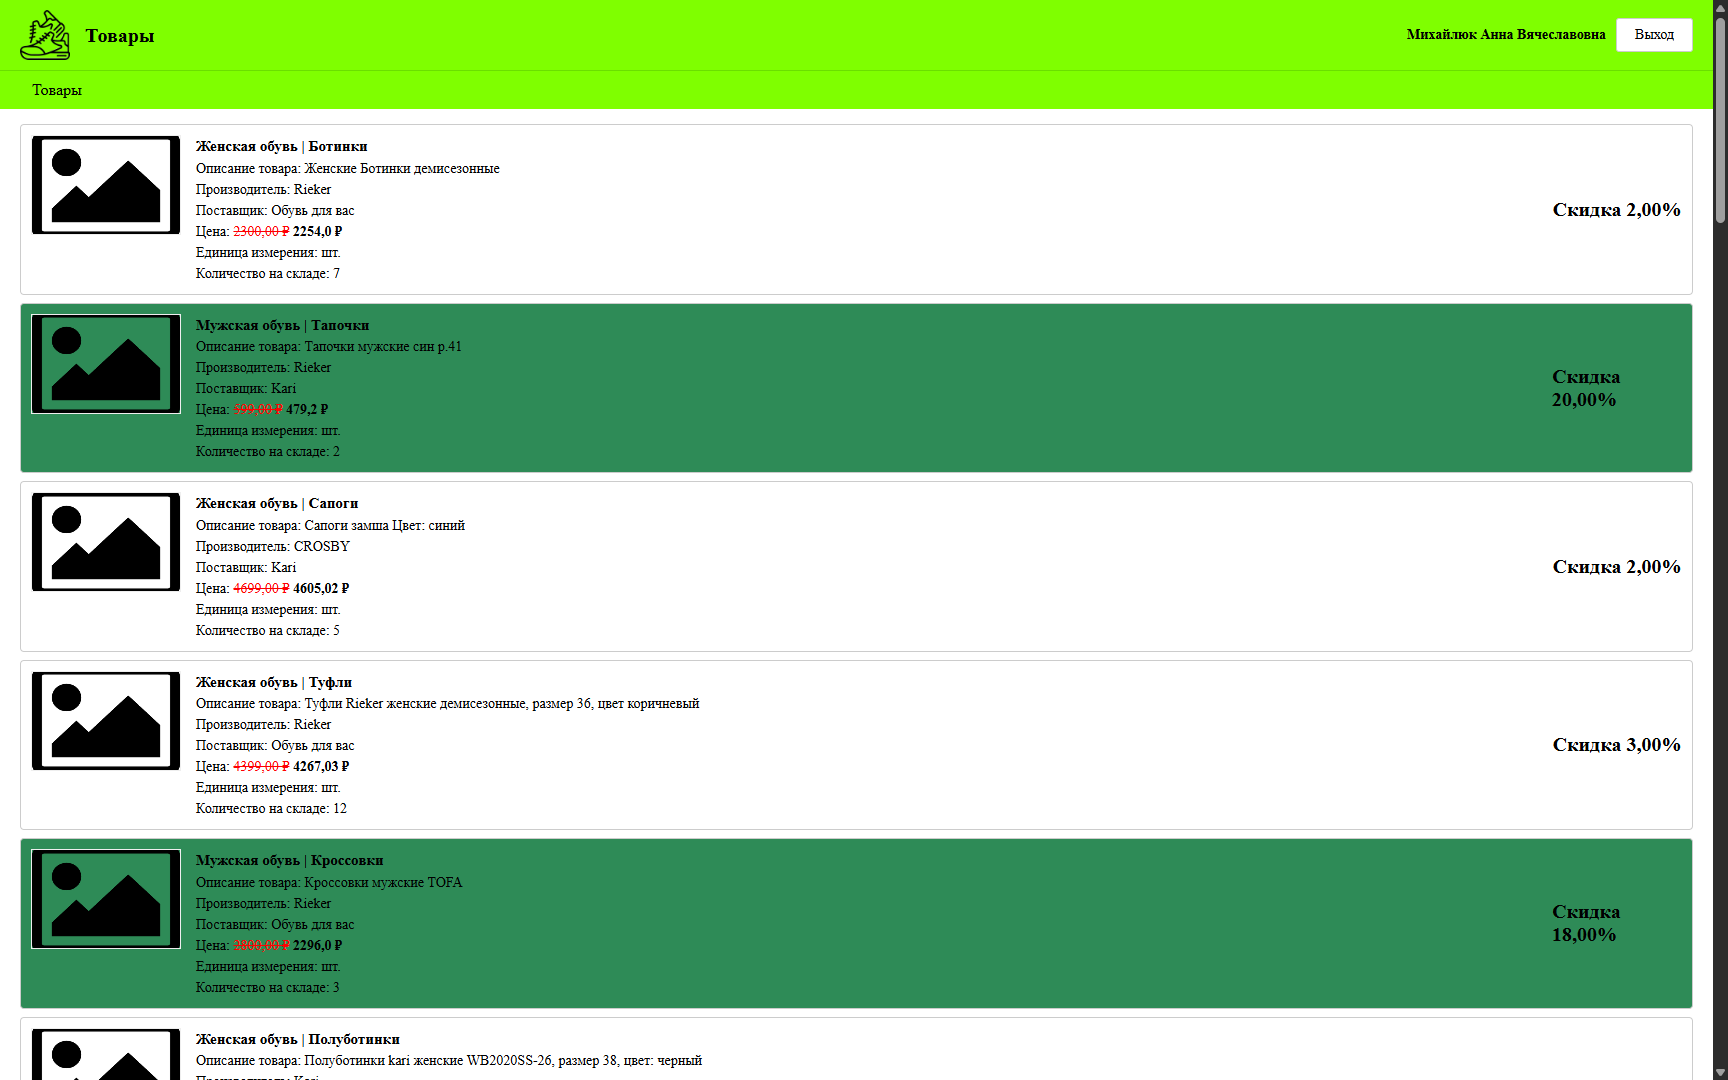 Товары
Михайлюк Анна Вячеславовна
Выход
Товары
Женская обувь | Ботинки
Описание товара: Женские Ботинки демисезонные
Производитель: Rieker
Поставщик: Обувь для вас
Цена: 2300,00 ₽ 2254,0 ₽
Единица измерения: шт.
Количество на складе: 7
Скидка 2,00%
Мужская обувь | Тапочки
Описание товара: Тапочки мужские син р.41
Производитель: Rieker
Поставщик: Kari
Цена: 599,00 ₽ 479,2 ₽
Единица измерения: шт.
Количество на складе: 2
Скидка
20,00%
Женская обувь | Сапоги
Описание товара: Сапоги замша Цвет: синий
Производитель: CROSBY
Поставщик: Kari
Цена: 4699,00 ₽ 4605,02 ₽
Единица измерения: шт.
Количество на складе: 5
Скидка 2,00%
Женская обувь | Туфли
Описание товара: Туфли Rieker женские демисезонные, размер 36, цвет коричневый
Производитель: Rieker
Поставщик: Обувь для вас
Цена: 4399,00 ₽ 4267,03 ₽
Единица измерения: шт.
Количество на складе: 12
Скидка 3,00%
Мужская обувь | Кроссовки
Описание товара: Кроссовки мужские TOFA
Производитель: Rieker
Поставщик: Обувь для вас
Цена: 2800,00 ₽ 2296,0 ₽
Единица измерения: шт.
Количество на складе: 3
Скидка
18,00%
Женская обувь | Полуботинки
Описание товара: Полуботинки kari женские WB2020SS-26, размер 38, цвет: черный
Производитель: Kari